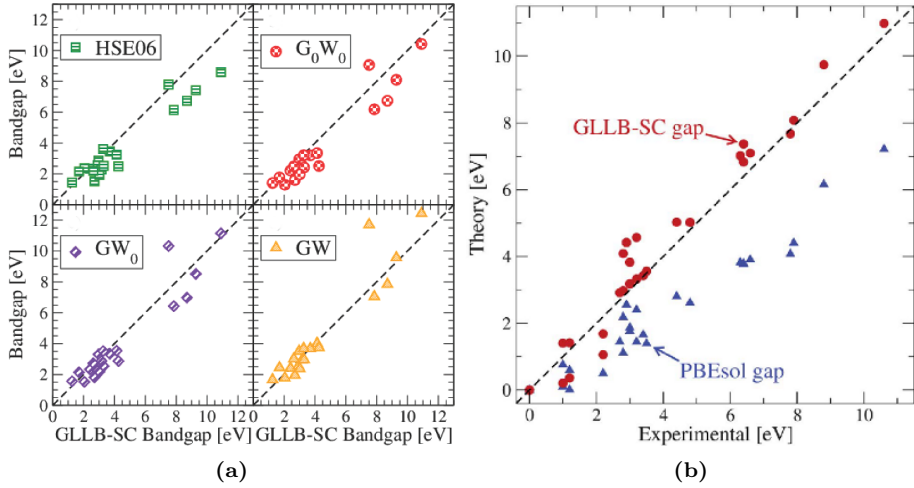 12
10
8
6
4
2
0
Bandgap [eV]
HSE06
G₀W₀
12
10
8
6
4
2
0
Bandgap [eV]
GW₀
GW
0 2 4 6 8 10 12
0 2 4 6 8 10 12
GLLB-SC Bandgap [eV]
GLLB-SC Bandgap [eV]
(a)
10
8
6
4
2
0
Theory [eV]
GLLB-SC gap
PBEsol gap
0 2 4 6 8 10
Experimental [eV]
(b)